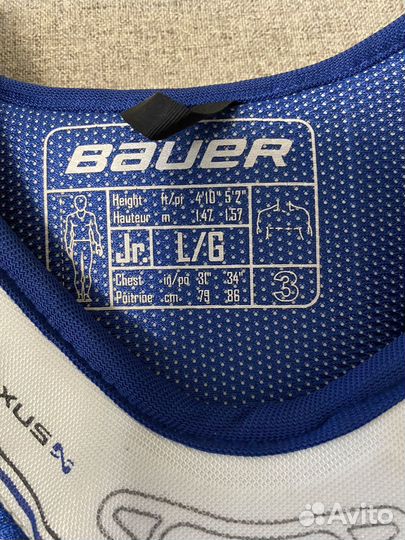 BAUER
Height ft/pi 4'10" 5'2"
Hauteur m 1.47 1.57
Jr. L/G
Chest in/po 31" 34"
Poitrine cm 79 86
3
XUS N
Avito